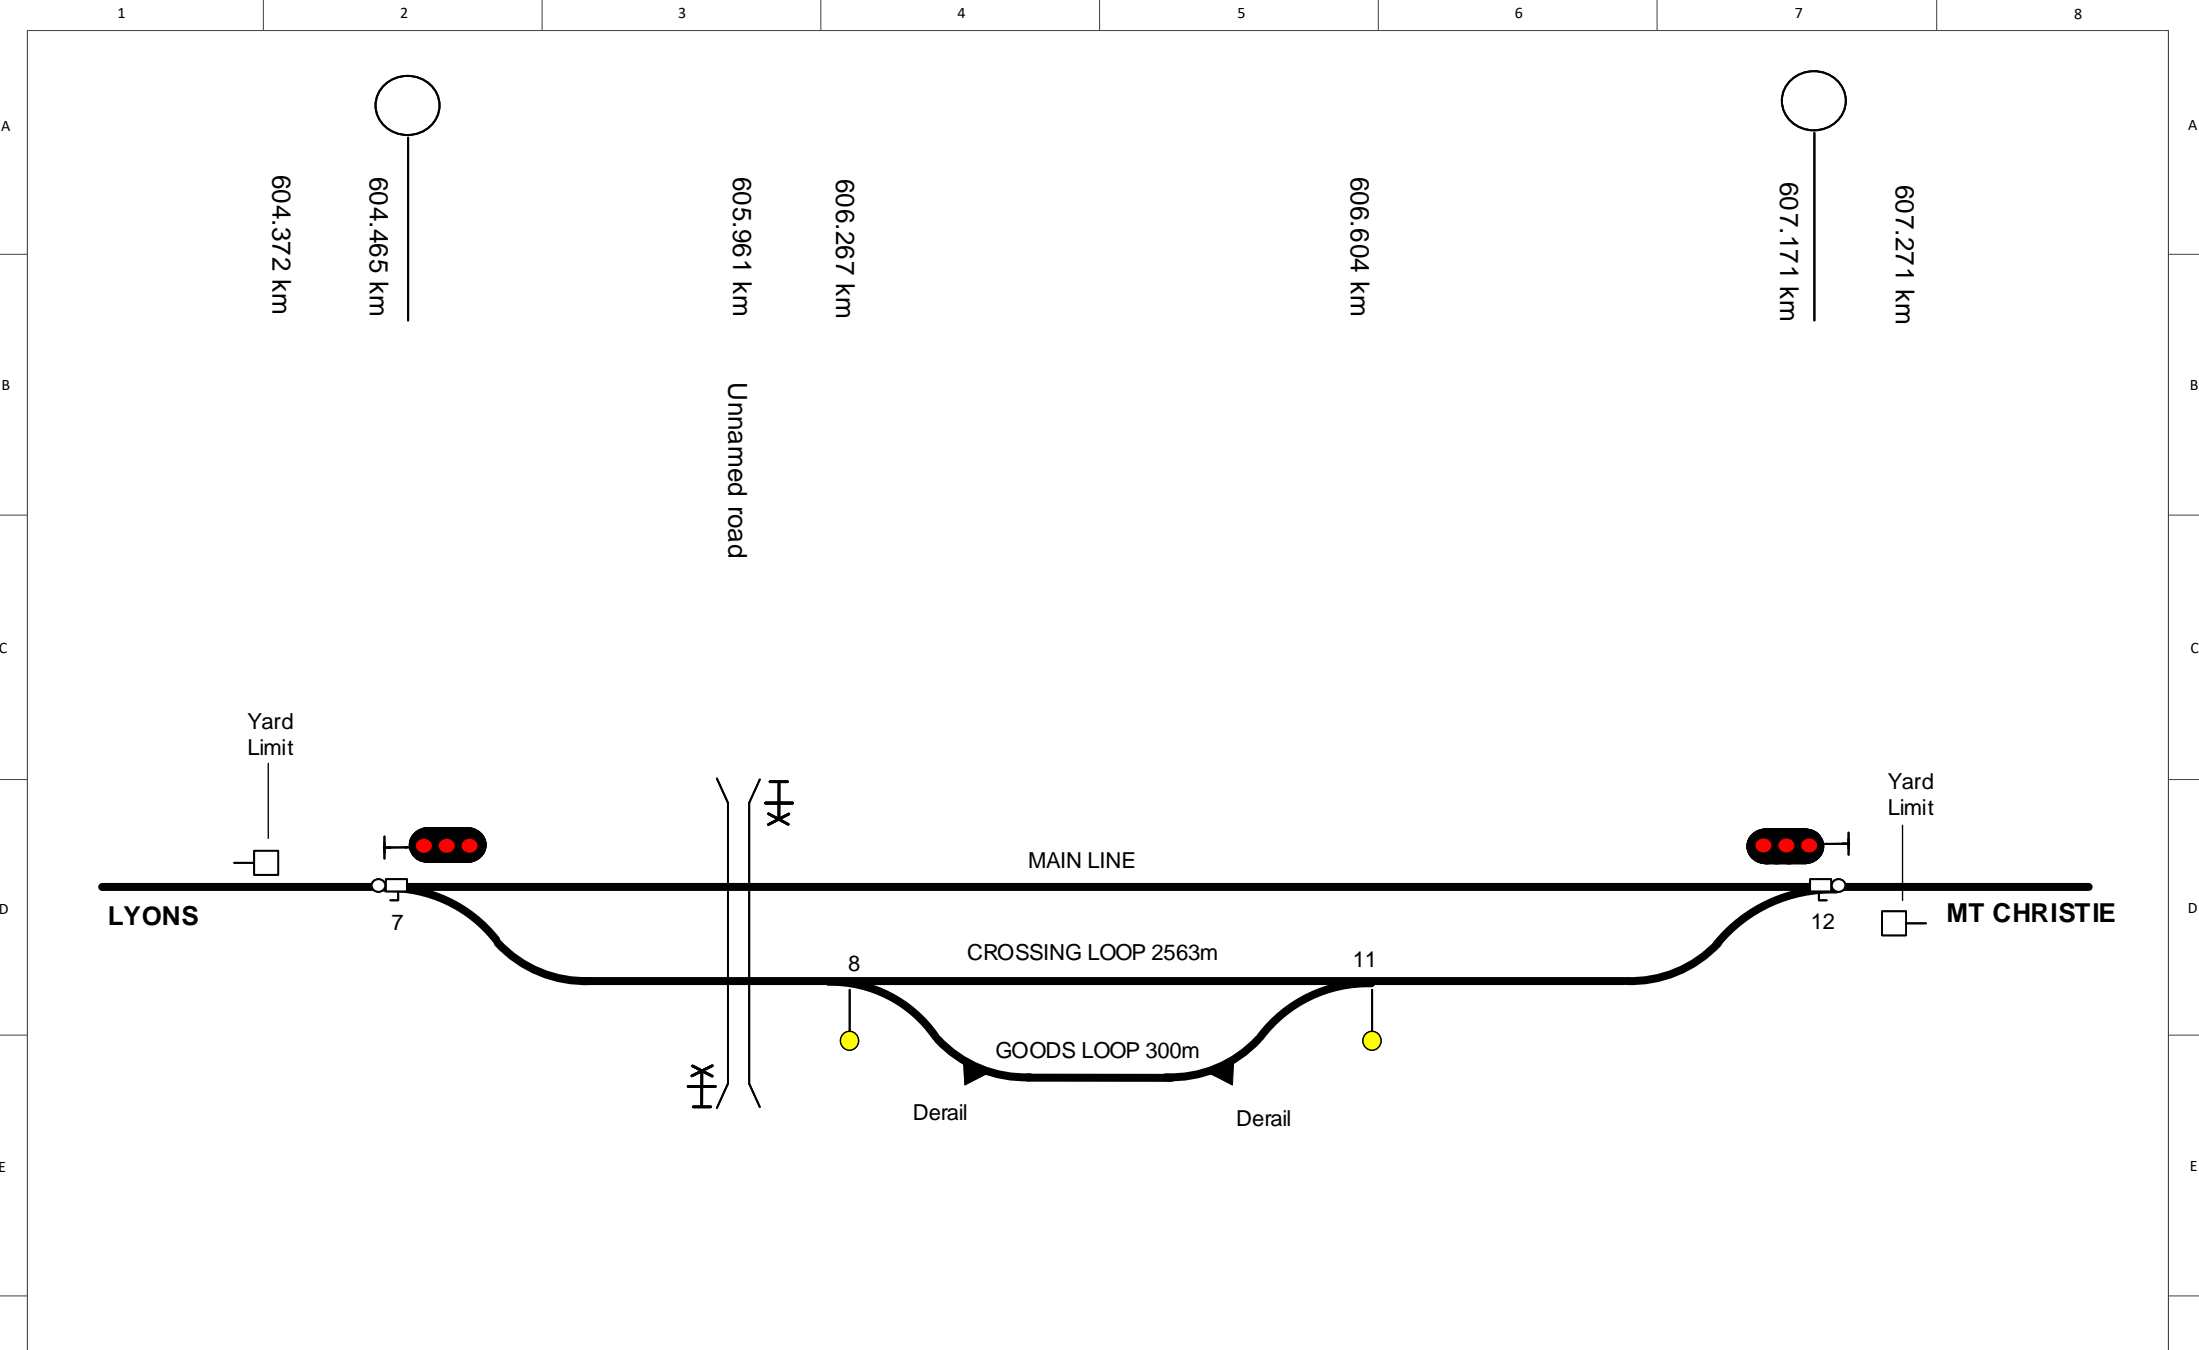 1 2 3 4 5 6 7 8
A A
604.372 km
604.465 km
605.961 km
606.267 km
606.604 km
607.171 km
607.271 km
B B
Unnamed road
C C
Yard
Limit
Yard
Limit
MAIN LINE
D D
LYONS
7
12
MT CHRISTIE
CROSSING LOOP 2563m
8
11
GOODS LOOP 300m
Derail
Derail
E E